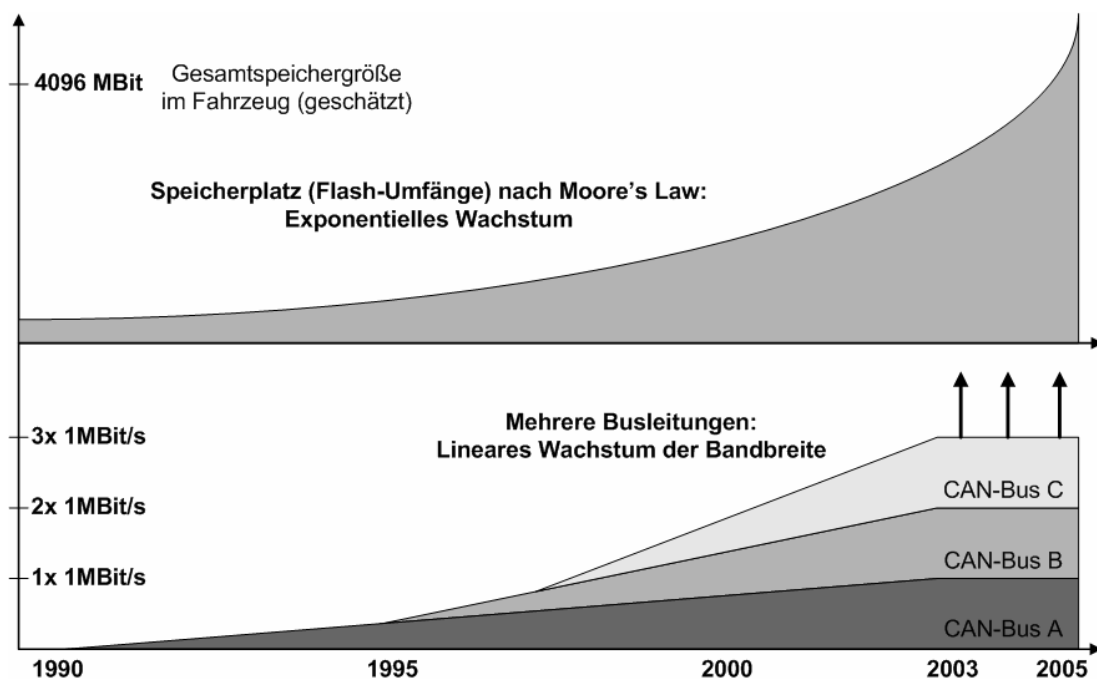 4096 MBit
Gesamtspeichergröße
im Fahrzeug (geschätzt)
Speicherplatz (Flash-Umfänge) nach Moore’s Law:
Exponentielles Wachstum
Mehrere Busleitungen:
Lineares Wachstum der Bandbreite
3x 1MBit/s
2x 1MBit/s
1x 1MBit/s
CAN-Bus C
CAN-Bus B
CAN-Bus A
1990 1995 2000 2003 2005